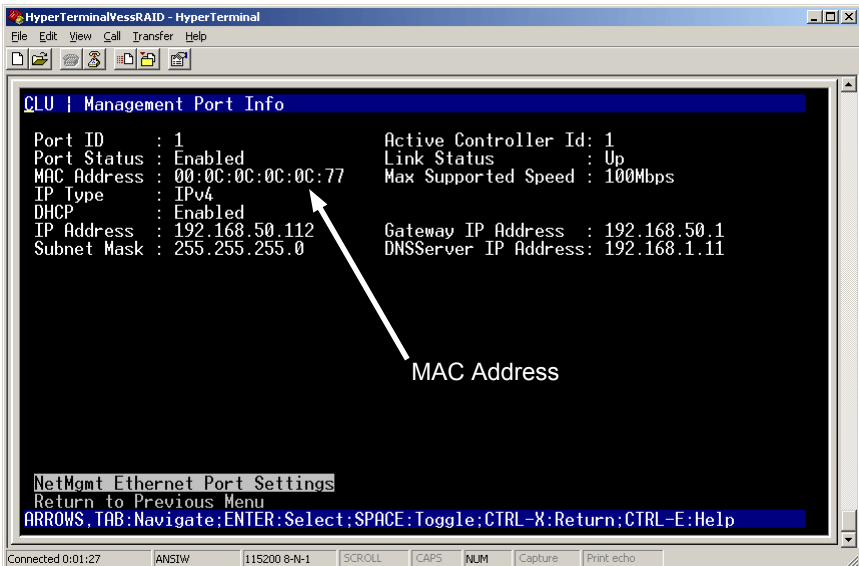 HyperTerminalVessRAID - HyperTerminal
File Edit View Call Transfer Help
CLU | Management Port Info
Port ID : 1 Active Controller Id: 1
Port Status : Enabled Link Status : Up
MAC Address : 00:0C:0C:0C:0C:77 Max Supported Speed : 100Mbps
IP Type : IPv4
DHCP : Enabled
IP Address : 192.168.50.112 Gateway IP Address : 192.168.50.1
Subnet Mask : 255.255.255.0 DNSServer IP Address: 192.168.1.11
MAC Address
NetMgmt Ethernet Port Settings
Return to Previous Menu
ARROWS,TAB:Navigate;ENTER:Select;SPACE:Toggle;CTRL-X:Return;CTRL-E:Help
Connected 0:01:27 ANSIW 115200 8-N-1 SCROLL CAPS NUM Capture Print echo